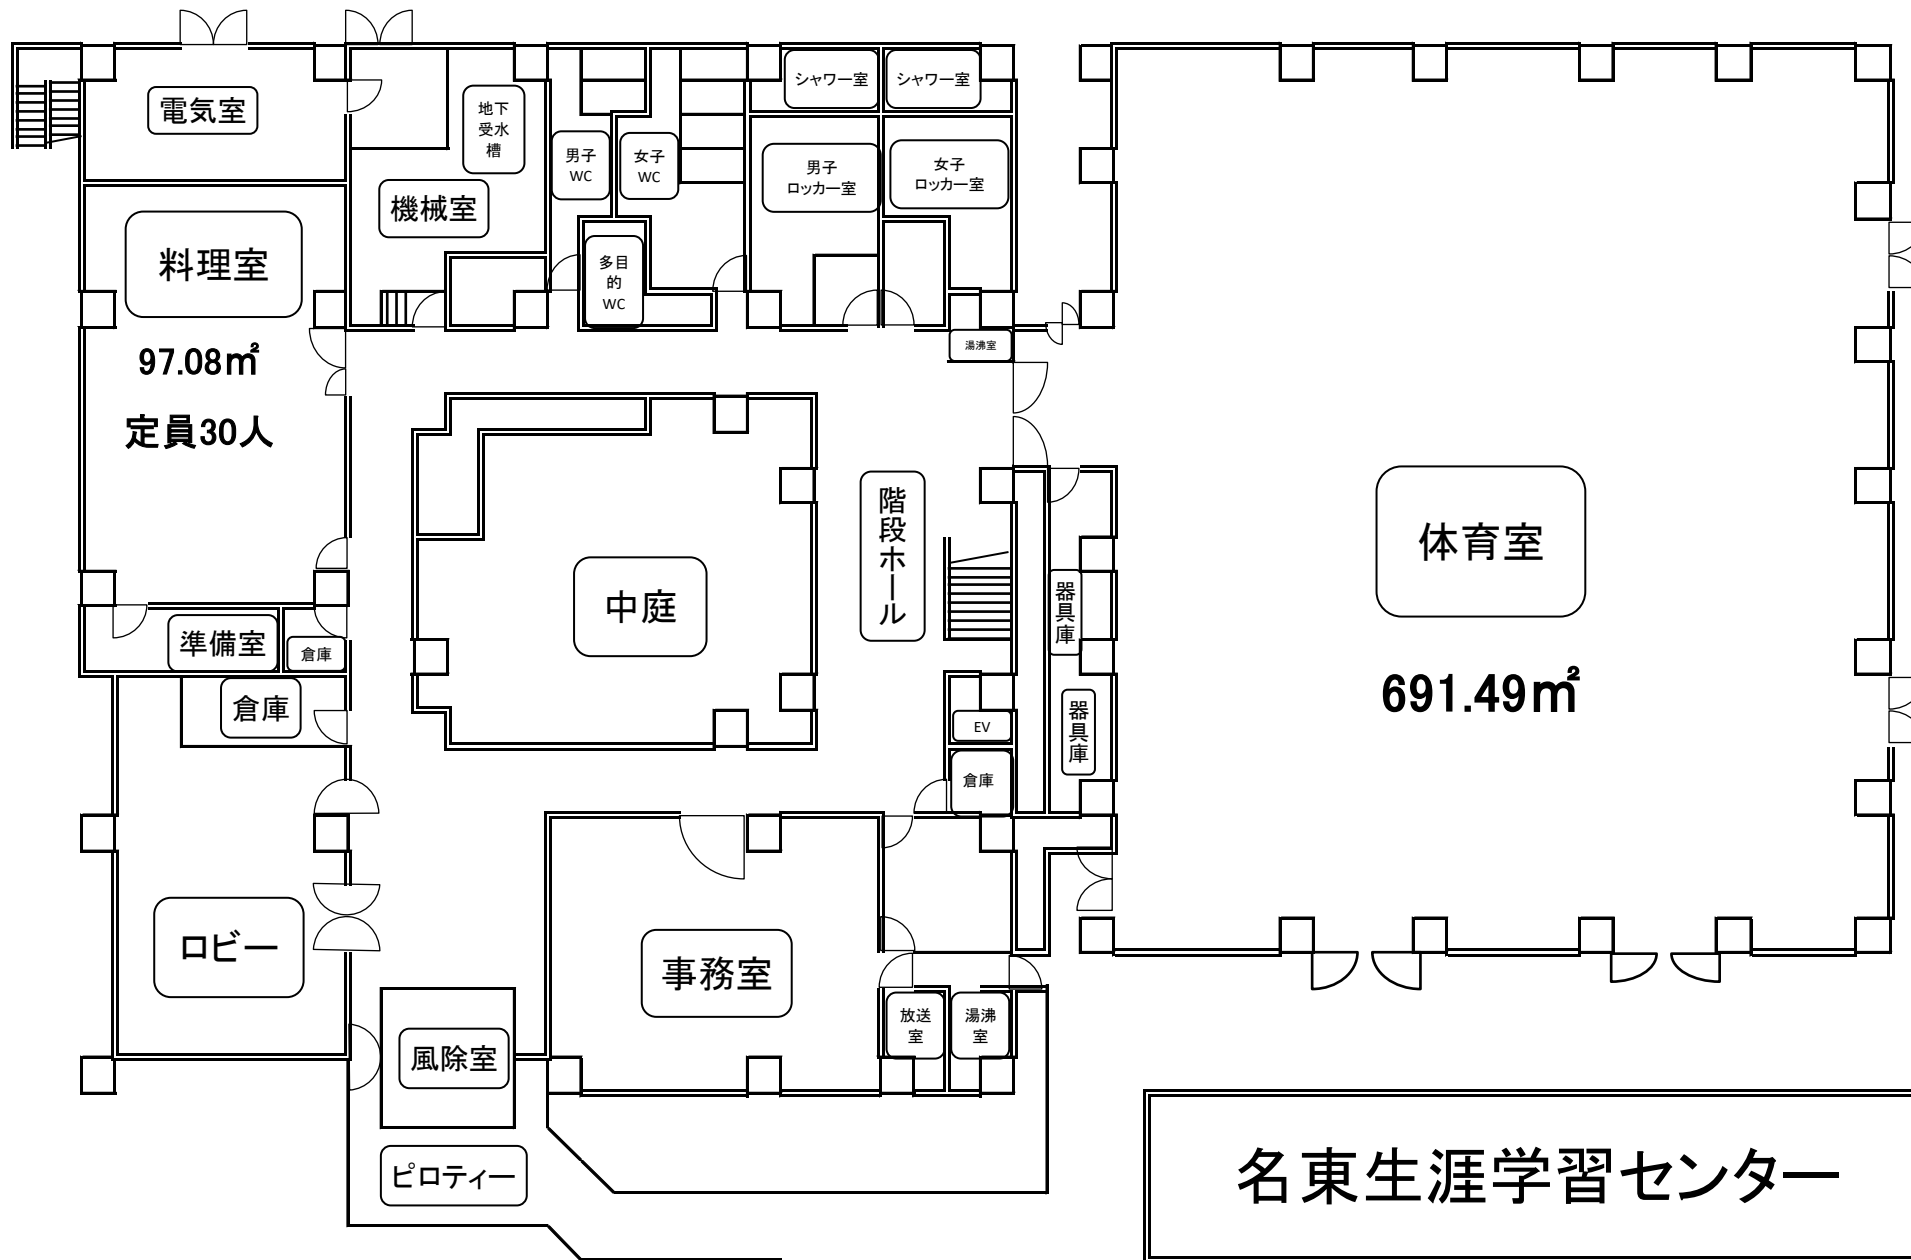 電気室
地下
受水
槽
機械室
男子
WC
女子
WC
多目
的
WC
シャワー室
シャワー室
男子
ロッカー室
女子
ロッカー室
湯沸室
料理室
97.08㎡
定員30人
準備室
倉庫
倉庫
ロビー
中庭
階段ホール
EV
倉庫
器具庫
器具庫
体育室
691.49㎡
事務室
放送
室
湯沸
室
風除室
ピロティー
名東生涯学習センター